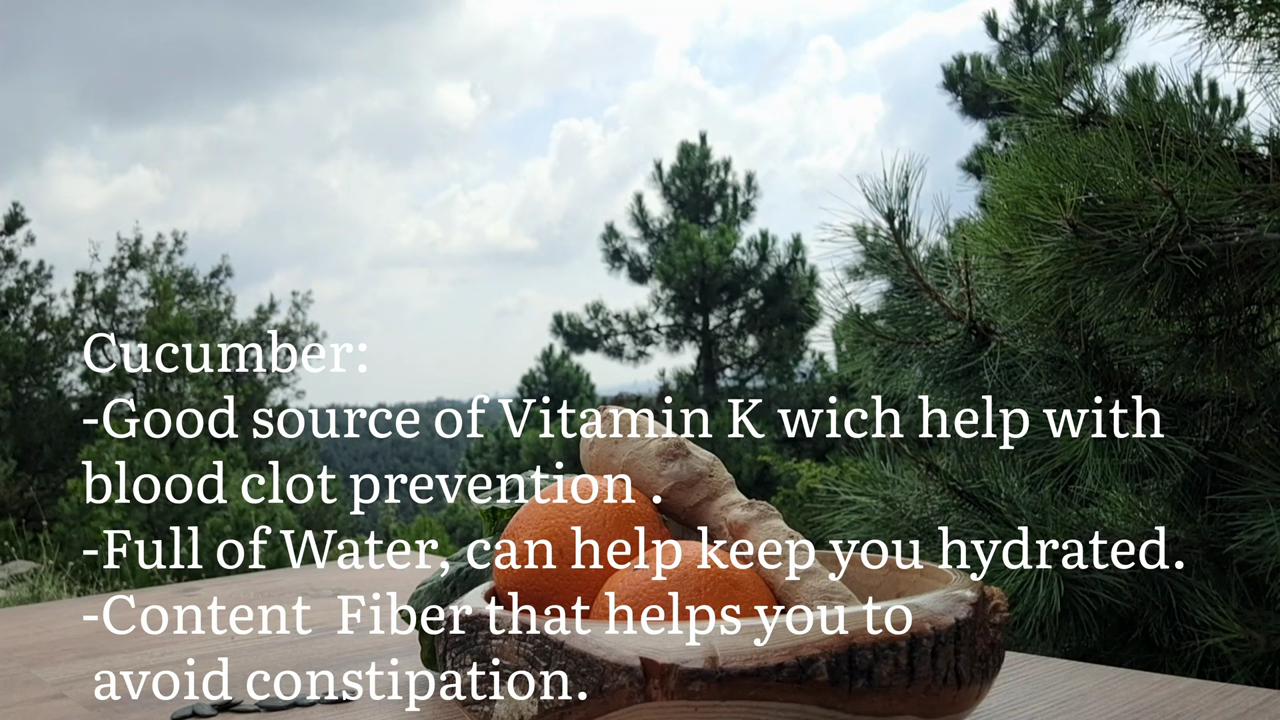 Cucumber:
-Good source of Vitamin K wich help with
blood clot prevention .
-Full of Water, can help keep you hydrated.
-Content  Fiber that helps you to
avoid constipation.